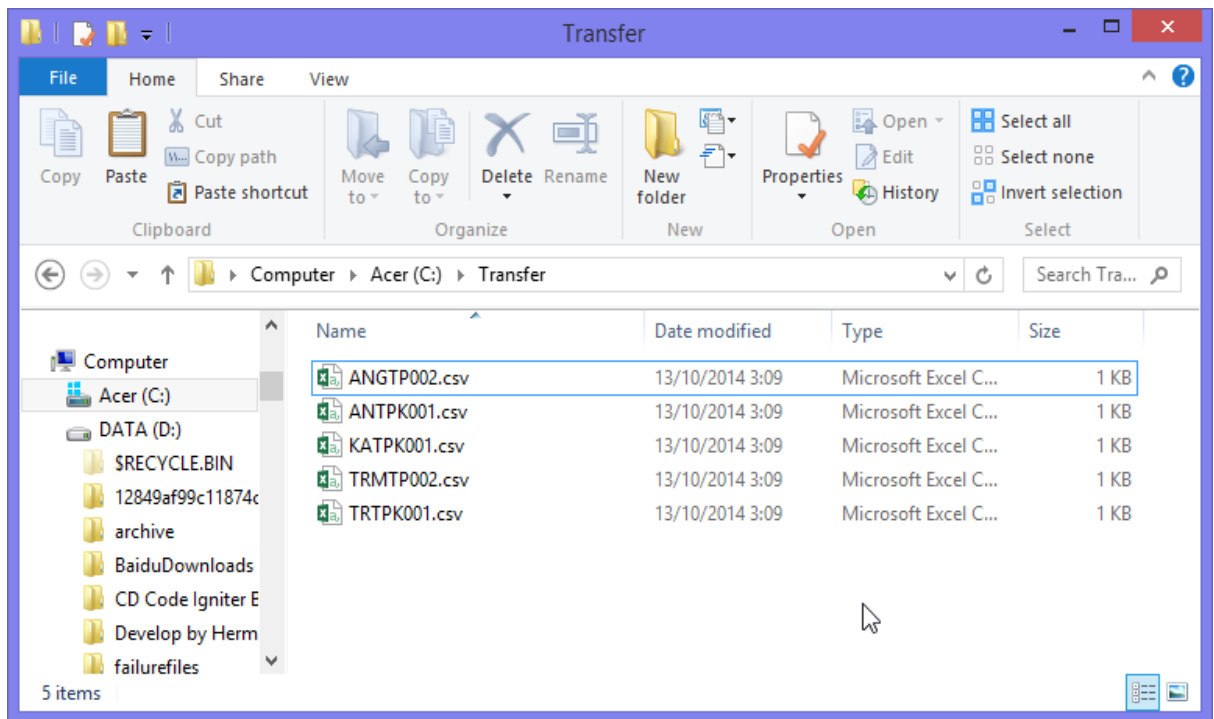 Transfer
File Home Share View
Copy Paste Cut Copy path Paste shortcut Move to Copy to Delete Rename New folder Properties Open Edit History Select all Select none Invert selection
Clipboard Organize New Open Select
Computer Acer (C:) Transfer Search Tra...
Name Date modified Type Size
Computer
Acer (C:)
DATA (D:)
$RECYCLE.BIN
12849af99c11874c
archive
BaiduDownloads
CD Code Igniter E
Develop by Herm
failurefiles
ANGTP002.csv 13/10/2014 3:09 Microsoft Excel C... 1 KB
ANTPK001.csv 13/10/2014 3:09 Microsoft Excel C... 1 KB
KATPK001.csv 13/10/2014 3:09 Microsoft Excel C... 1 KB
TRMTP002.csv 13/10/2014 3:09 Microsoft Excel C... 1 KB
TRTPK001.csv 13/10/2014 3:09 Microsoft Excel C... 1 KB
5 items